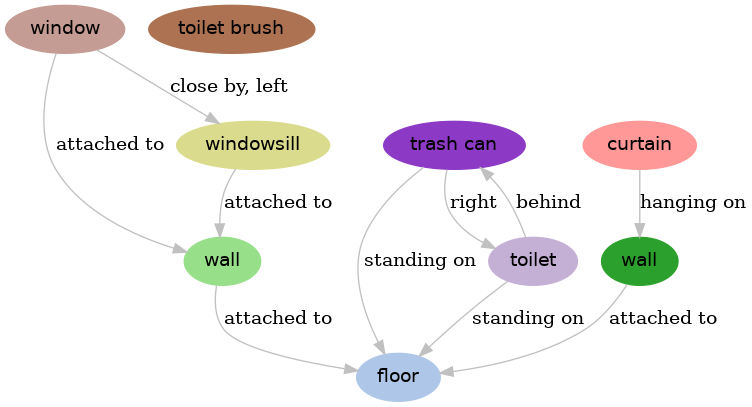 window
toilet brush
close by, left
attached to
windowsill
trash can
curtain
attached to
right
behind
hanging on
wall
toilet
wall
standing on
attached to
standing on
attached to
floor